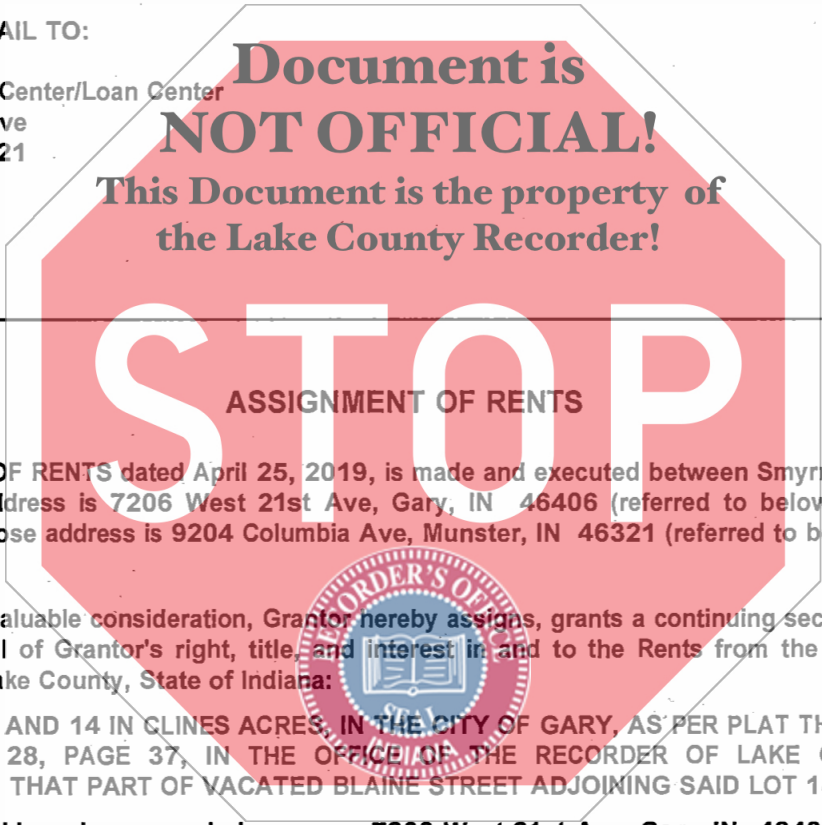 AIL TO:
Center/Loan Center
ve
21
Document is
NOT OFFICIAL!
This Document is the property of
the Lake County Recorder!
STOP
ASSIGNMENT OF RENTS
OF RENTS dated April 25, 2019, is made and executed between Smyrn
ddress is 7206 West 21st Ave, Gary, IN 46406 (referred to below
ose address is 9204 Columbia Ave, Munster, IN 46321 (referred to b
aluable consideration, Grantor hereby assigns, grants a continuing sec
l of Grantor's right, title, and interest in and to the Rents from the
ke County, State of Indiana:
RECORDER'S OFFICE
SEAL
INDIANA
AND 14 IN CLINES ACRES, IN THE CITY OF GARY, AS PER PLAT TH
28, PAGE 37, IN THE OFFICE OF THE RECORDER OF LAKE
THAT PART OF VACATED BLAINE STREET ADJOINING SAID LOT 1